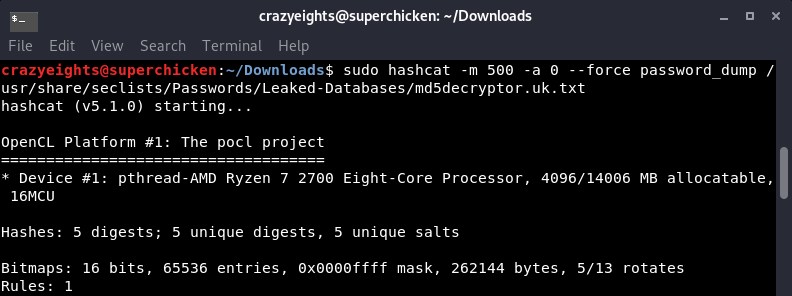 crazyeights@superchicken: ~/Downloads
File Edit View Search Terminal Help
crazyeights@superchicken:~/Downloads$ sudo hashcat -m 500 -a 0 --force password_dump /
usr/share/seclists/Passwords/Leaked-Databases/md5decryptor.uk.txt
hashcat (v5.1.0) starting...
OpenCL Platform #1: The pocl project
====================================
* Device #1: pthread-AMD Ryzen 7 2700 Eight-Core Processor, 4096/14006 MB allocatable,
16MCU
Hashes: 5 digests; 5 unique digests, 5 unique salts
Bitmaps: 16 bits, 65536 entries, 0x0000ffff mask, 262144 bytes, 5/13 rotates
Rules: 1